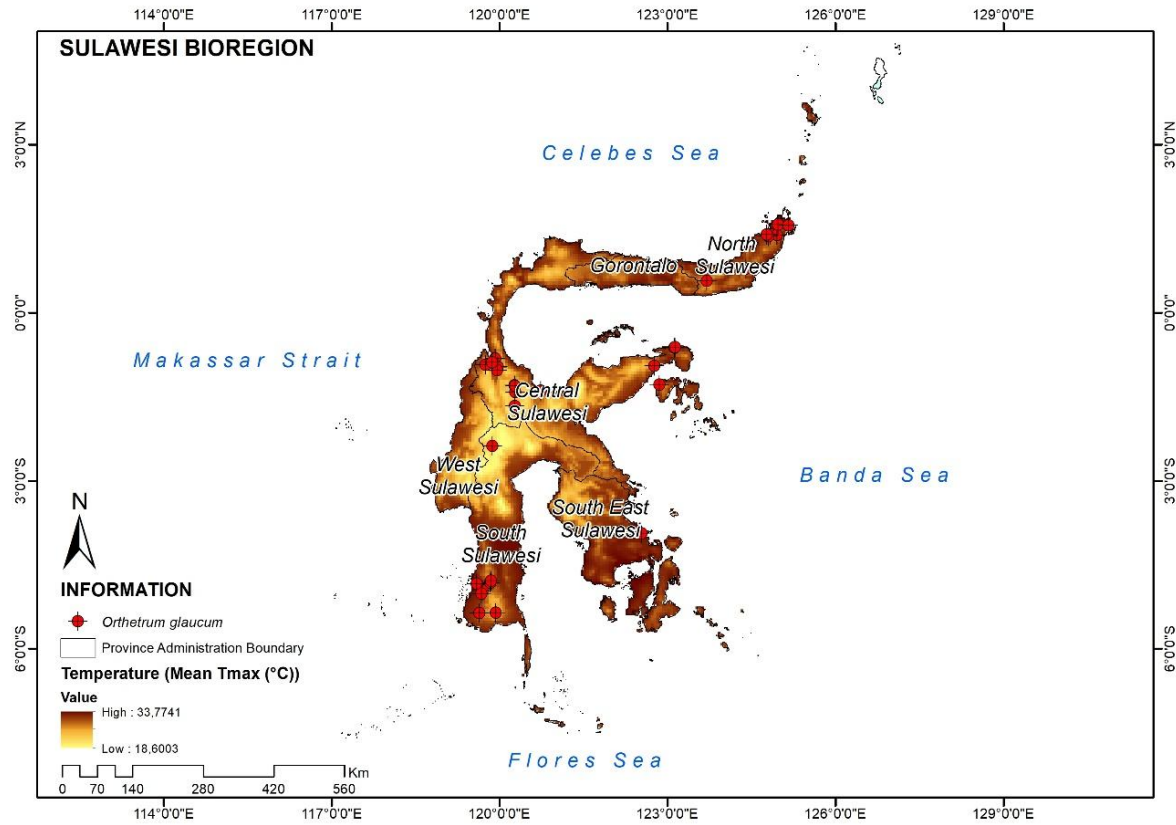 114°0'0"E 117°0'0"E 120°0'0"E 123°0'0"E 126°0'0"E 129°0'0"E
SULAWESI BIOREGION
3°0'0"N
3°0'0"N
Celebes Sea
North
Sulawesi
Gorontalo
0°0'0"
0°0'0"
Makassar Strait
Central
Sulawesi
West
Sulawesi
Banda Sea
3°0'0"S
3°0'0"S
South East
Sulawesi
South
Sulawesi
N
INFORMATION
Orthetrum glaucum
Province Administration Boundary
6°0'0"S
6°0'0"S
Temperature (Mean Tmax (°C))
Value
High : 33,7741
Low : 18,6003
Flores Sea
Km
0 70 140 280 420 560
114°0'0"E 117°0'0"E 120°0'0"E 123°0'0"E 126°0'0"E 129°0'0"E